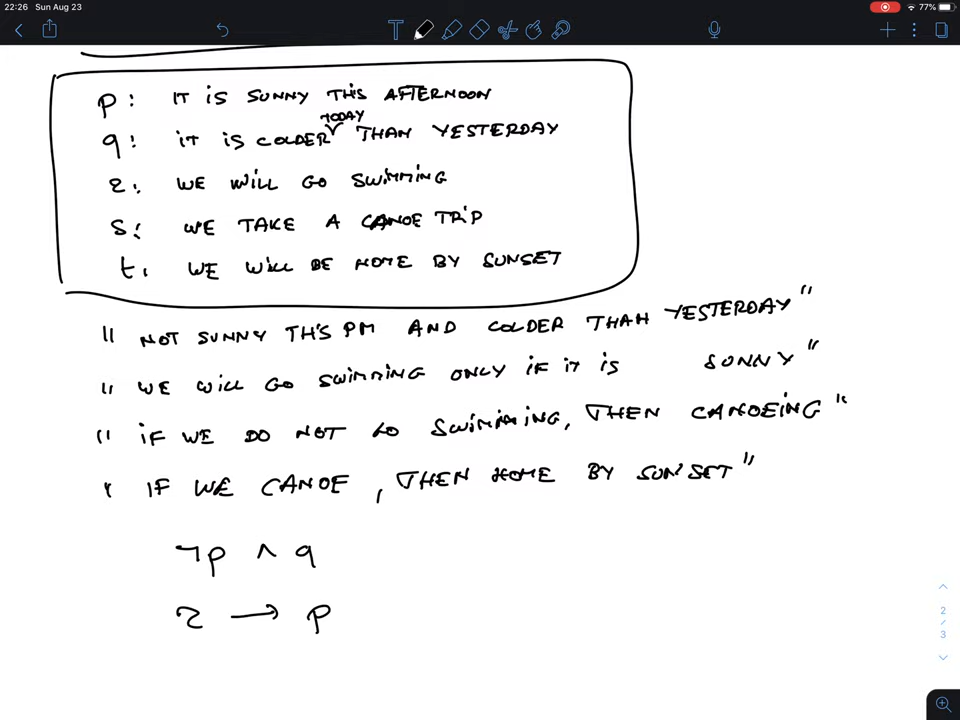 22:26 Sun Aug 23 77%
p: IT IS SUNNY THIS AFTERNOON
TODAY
q: IT IS COLDER THAN YESTERDAY
r: WE WILL GO SWIMMING
S: WE TAKE A CANOE TRIP
t: WE WILL BE HOME BY SUNSET
" NOT SUNNY TH'S PM AND COLDER THAN YESTERDAY "
" WE WILL GO SWIMMING ONLY IF IT IS SUNNY "
" IF WE DO NOT GO SWIMMING, THEN CANOEING "
" IF WE CANOE, THEN HOME BY SUNSET "
¬p ∧ q
r → p
2
/
3